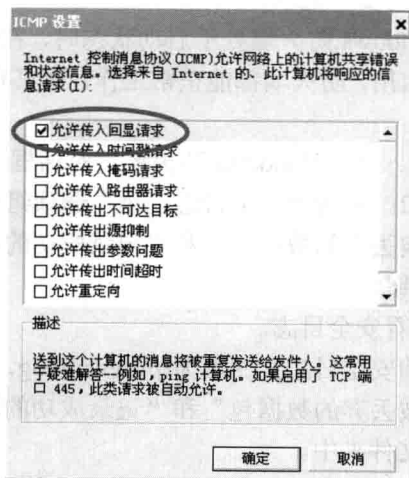 ICMP 设置
Internet 控制消息协议(ICMP)允许网络上的计算机共享错误
和状态信息。选择来自 Internet 的、此计算机将响应的信
息请求(I):
允许传入回显请求
允许传入时间戳请求
允许传入掩码请求
允许传入路由器请求
允许传出不可达目标
允许传出源抑制
允许传出参数问题
允许传出时间超时
允许重定向
描述
送到这个计算机的消息将被重复发送给发件人。这常用
于疑难解答--例如,ping 计算机。如果启用了 TCP 端
口 445,此类请求被自动允许。
确定
取消